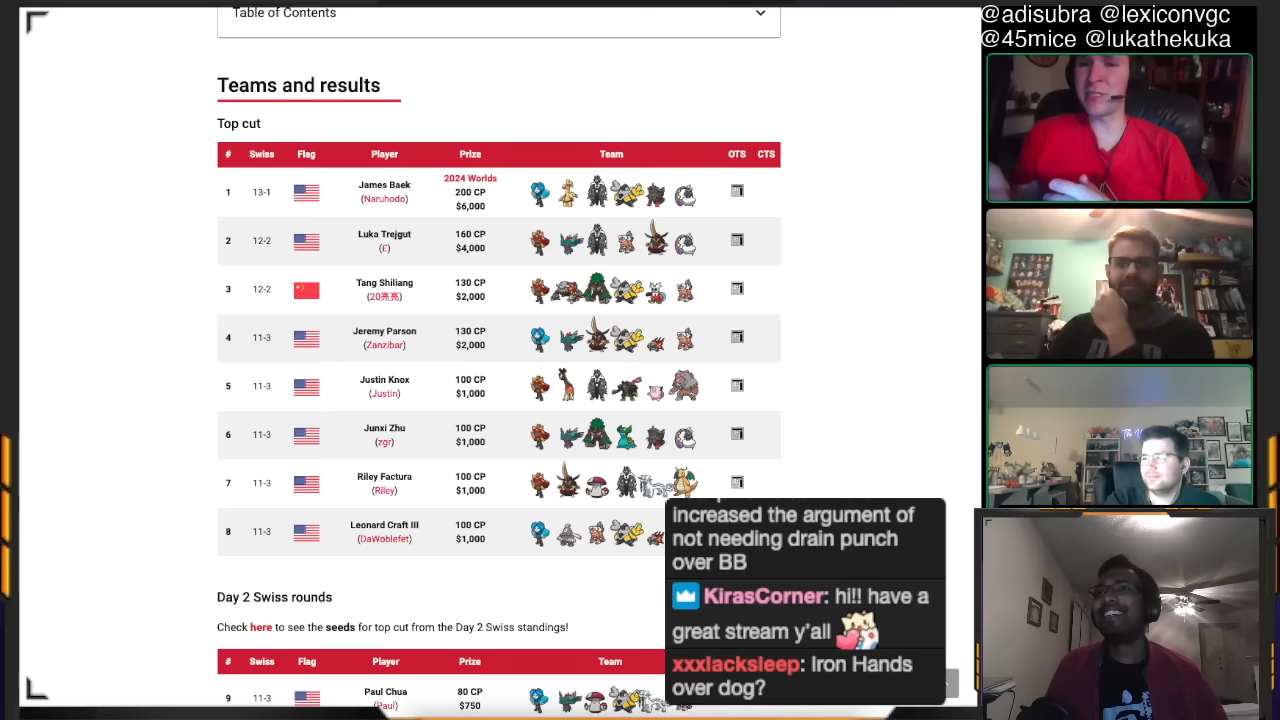 Table of Contents
@adisubra @lexiconvgc
@45mice @lukathekuka
Teams and results
Top cut
# Swiss Flag Player Prize Team OTS CTS
1 13-1 James Baek (Naruhodo) 2024 Worlds 200 CP $6,000
2 12-2 Luka Trejgut (£) 160 CP $4,000
3 12-2 Tang Shiliang (20亮亮) 130 CP $2,000
4 11-3 Jeremy Parson (Zanzibar) 130 CP $2,000
5 11-3 Justin Knox (Justin) 100 CP $1,000
6 11-3 Junxi Zhu (zgr) 100 CP $1,000
7 11-3 Riley Factura (Riley) 100 CP $1,000
8 11-3 Leonard Craft III (DaWoblefet) 100 CP $1,000
increased the argument of
not needing drain punch
over BB
KirasCorner: hi!! have a
great stream y'all
xxxlacksleep: Iron Hands
over dog?
Day 2 Swiss rounds
Check here to see the seeds for top cut from the Day 2 Swiss standings!
# Swiss Flag Player Prize Team
9 11-3 Paul Chua (Paul) 80 CP $750